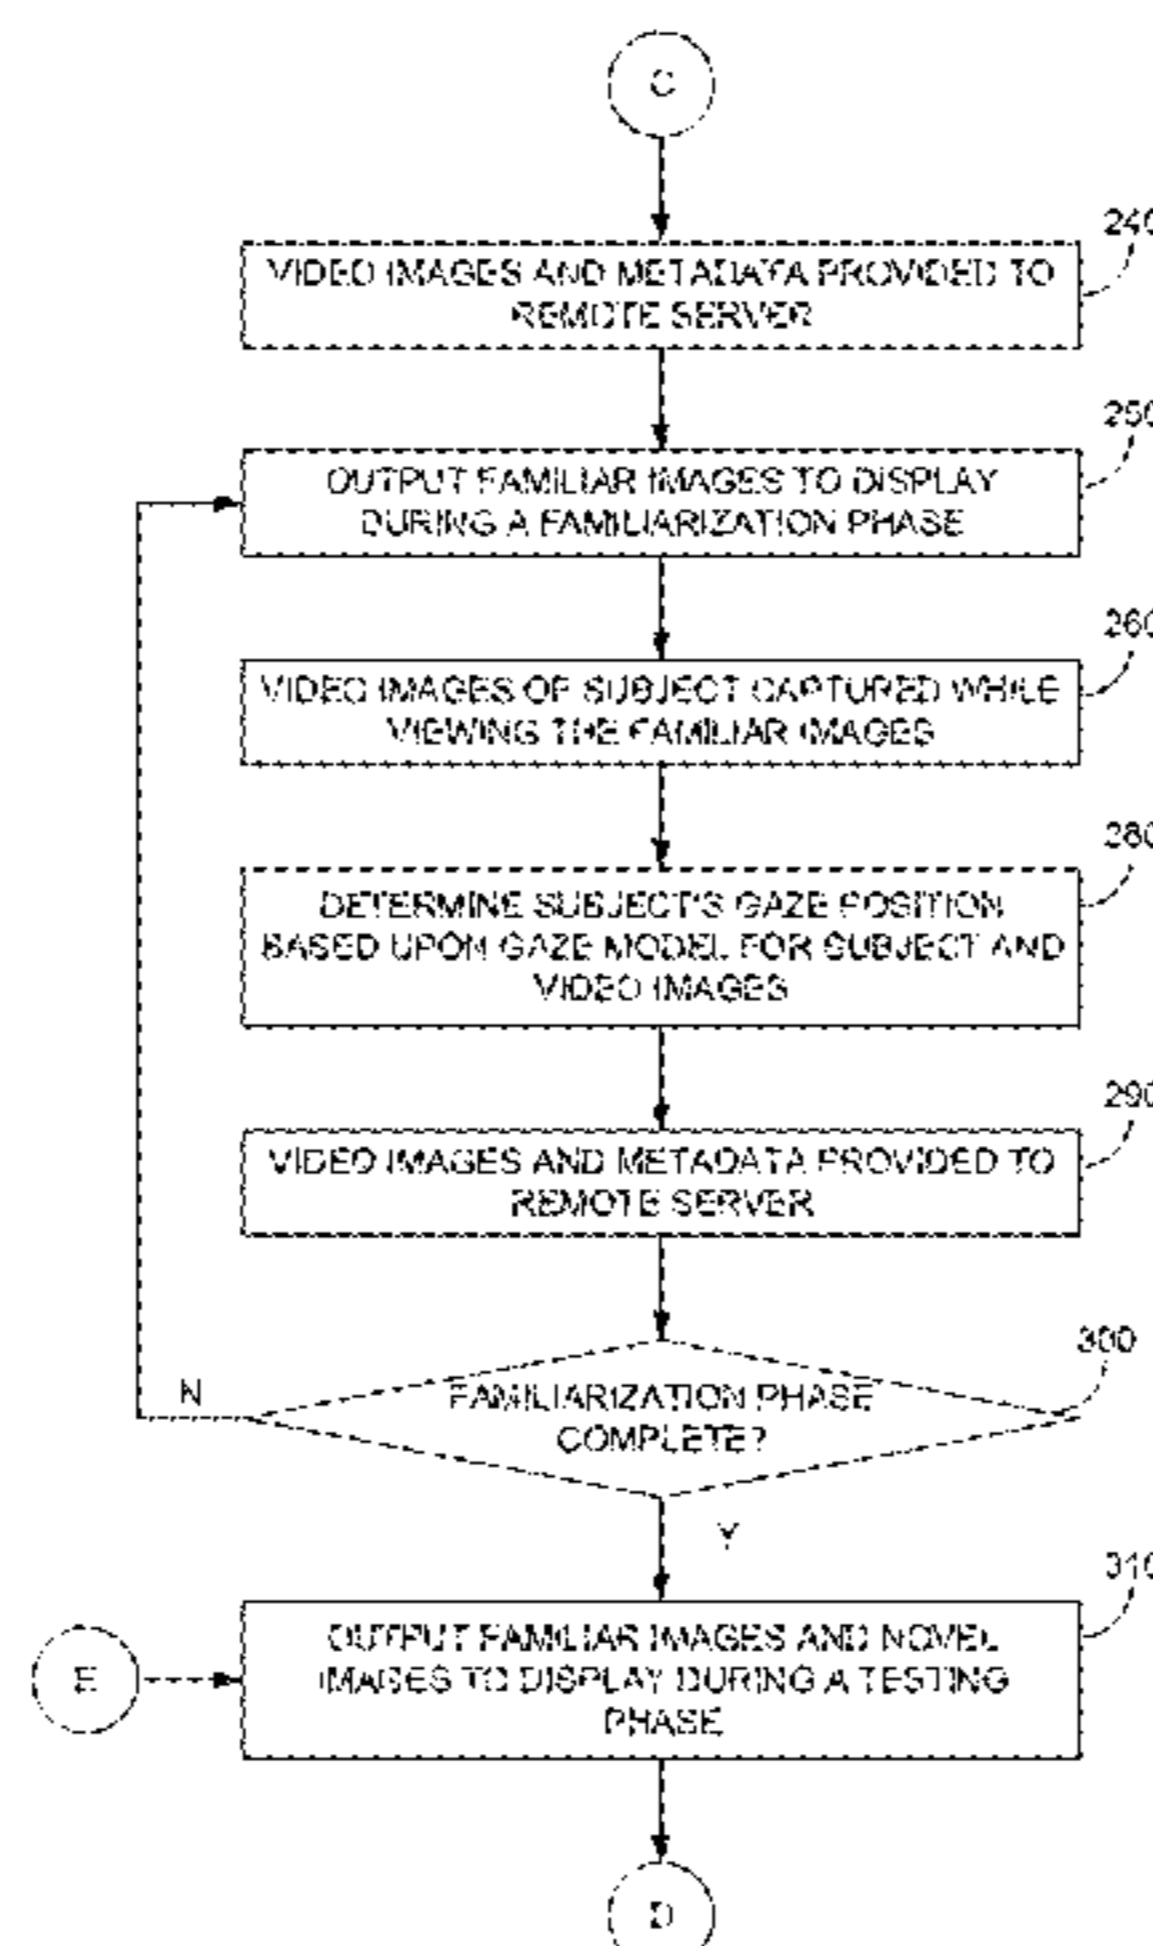 C
240
VIDEO IMAGES AND METADATA PROVIDED TO
REMOTE SERVER
250
OUTPUT FAMILIAR IMAGES TO DISPLAY
DURING A FAMILIARIZATION PHASE
260
VIDEO IMAGES OF SUBJECT CAPTURED WHILE
VIEWING THE FAMILIAR IMAGES
280
DETERMINE SUBJECT'S GAZE POSITION
BASED UPON GAZE MODEL FOR SUBJECT AND
VIDEO IMAGES
290
VIDEO IMAGES AND METADATA PROVIDED TO
REMOTE SERVER
300
N
FAMILIARIZATION PHASE
COMPLETE?
Y
310
E
OUTPUT FAMILIAR IMAGES AND NOVEL
IMAGES TO DISPLAY DURING A TESTING
PHASE
D